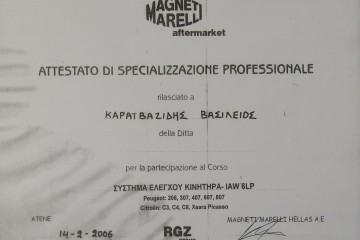 MAGNETI
MARELLI
aftermarket
ATTESTATO DI SPECIALIZZAZIONE PROFESSIONALE
rilasciato a
ΚΑΡΑΤΒΑΖΙΔΗΣ ΒΑΣΙΛΕΙΟΣ
della Ditta
per la partecipazione al Corso
ΣΥΣΤΗΜΑ ΕΛΕΓΧΟΥ ΚΙΝΗΤΗΡΑ- IAW 6LP
Peugeot: 206, 307, 407, 607, 807
Citroën: C3, C4, C8, Xsara Picasso
ATENE
MAGNETI MARELLI HELLAS A.E
14-2-2006
RGZ